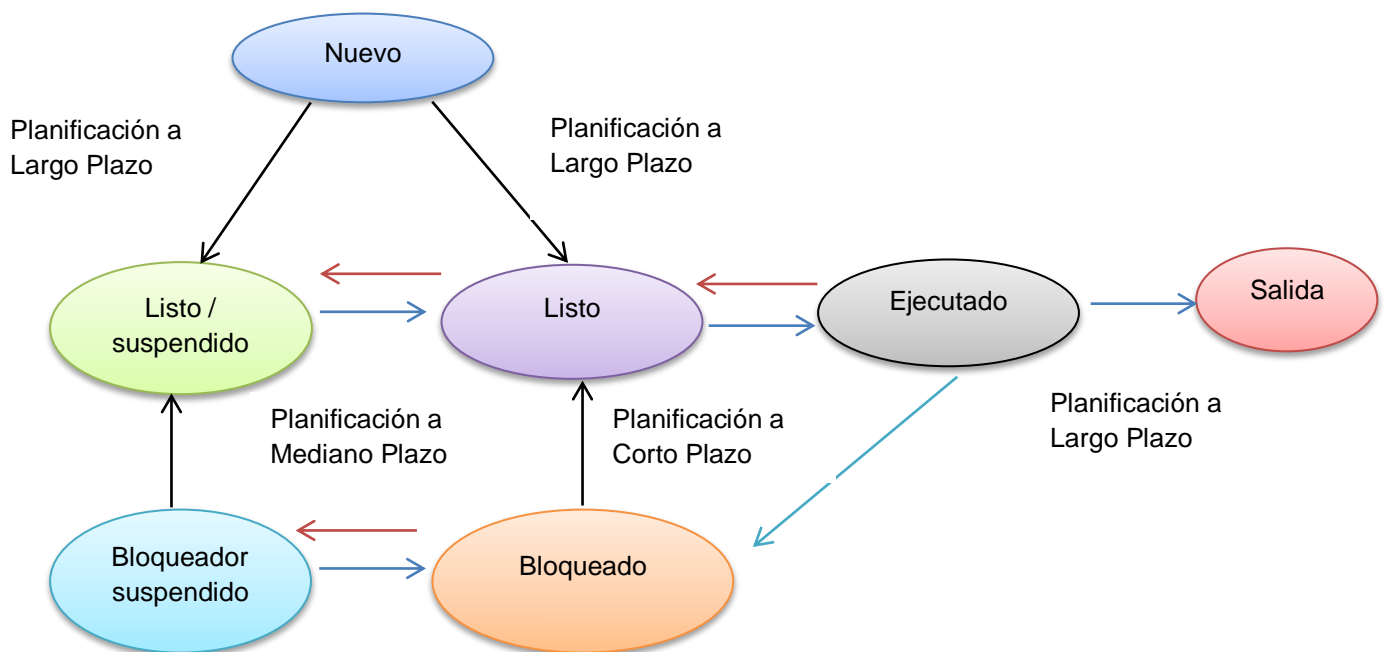 Nuevo
Planificación a
Largo Plazo
Planificación a
Largo Plazo
Listo /
suspendido
Listo
Ejecutado
Salida
Planificación a
Mediano Plazo
Planificación a
Corto Plazo
Planificación a
Largo Plazo
Bloqueador
suspendido
Bloqueado